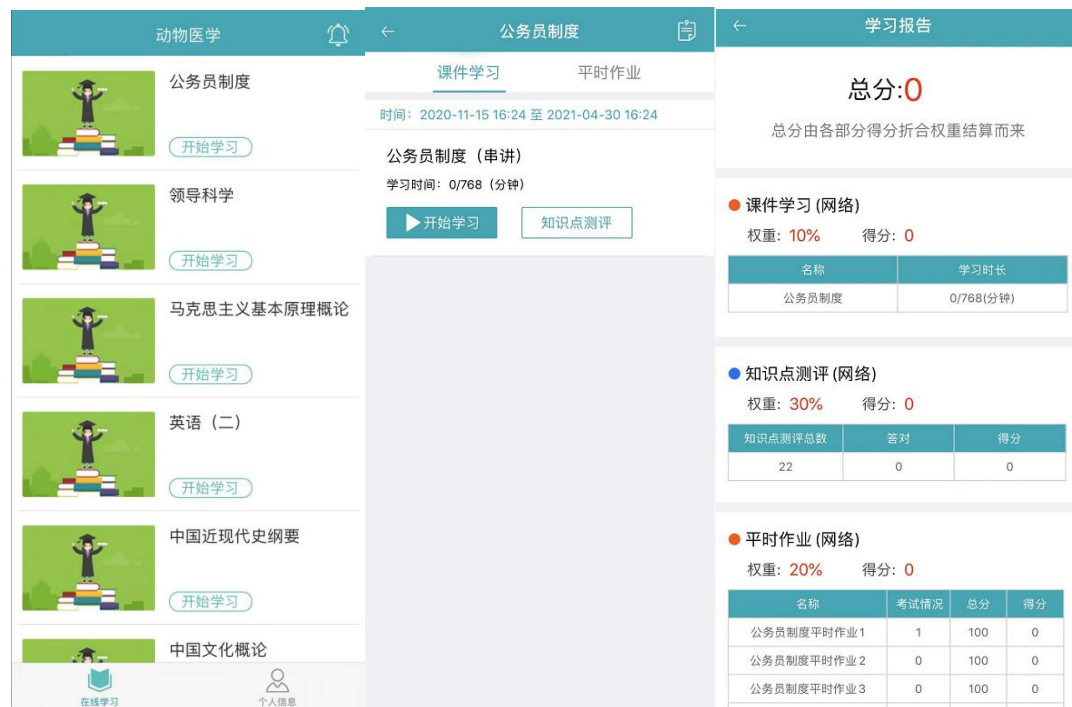 动物医学
公务员制度
开始学习
领导科学
开始学习
马克思主义基本原理概论
开始学习
英语（二）
开始学习
中国近现代史纲要
开始学习
中国文化概论
在线学习
个人信息
公务员制度
课件学习 平时作业
时间：2020-11-15 16:24 至 2021-04-30 16:24
公务员制度（串讲）
学习时间：0/768（分钟）
开始学习 知识点测评
学习报告
总分:0
总分由各部分得分折合权重结算而来
课件学习 (网络)
权重: 10% 得分: 0
名称 学习时长
公务员制度 0/768(分钟)
知识点测评 (网络)
权重: 30% 得分: 0
知识点测评总数 答对 得分
22 0 0
平时作业 (网络)
权重: 20% 得分: 0
名称 考试情况 总分 得分
公务员制度平时作业1 1 100 0
公务员制度平时作业2 0 100 0
公务员制度平时作业3 0 100 0